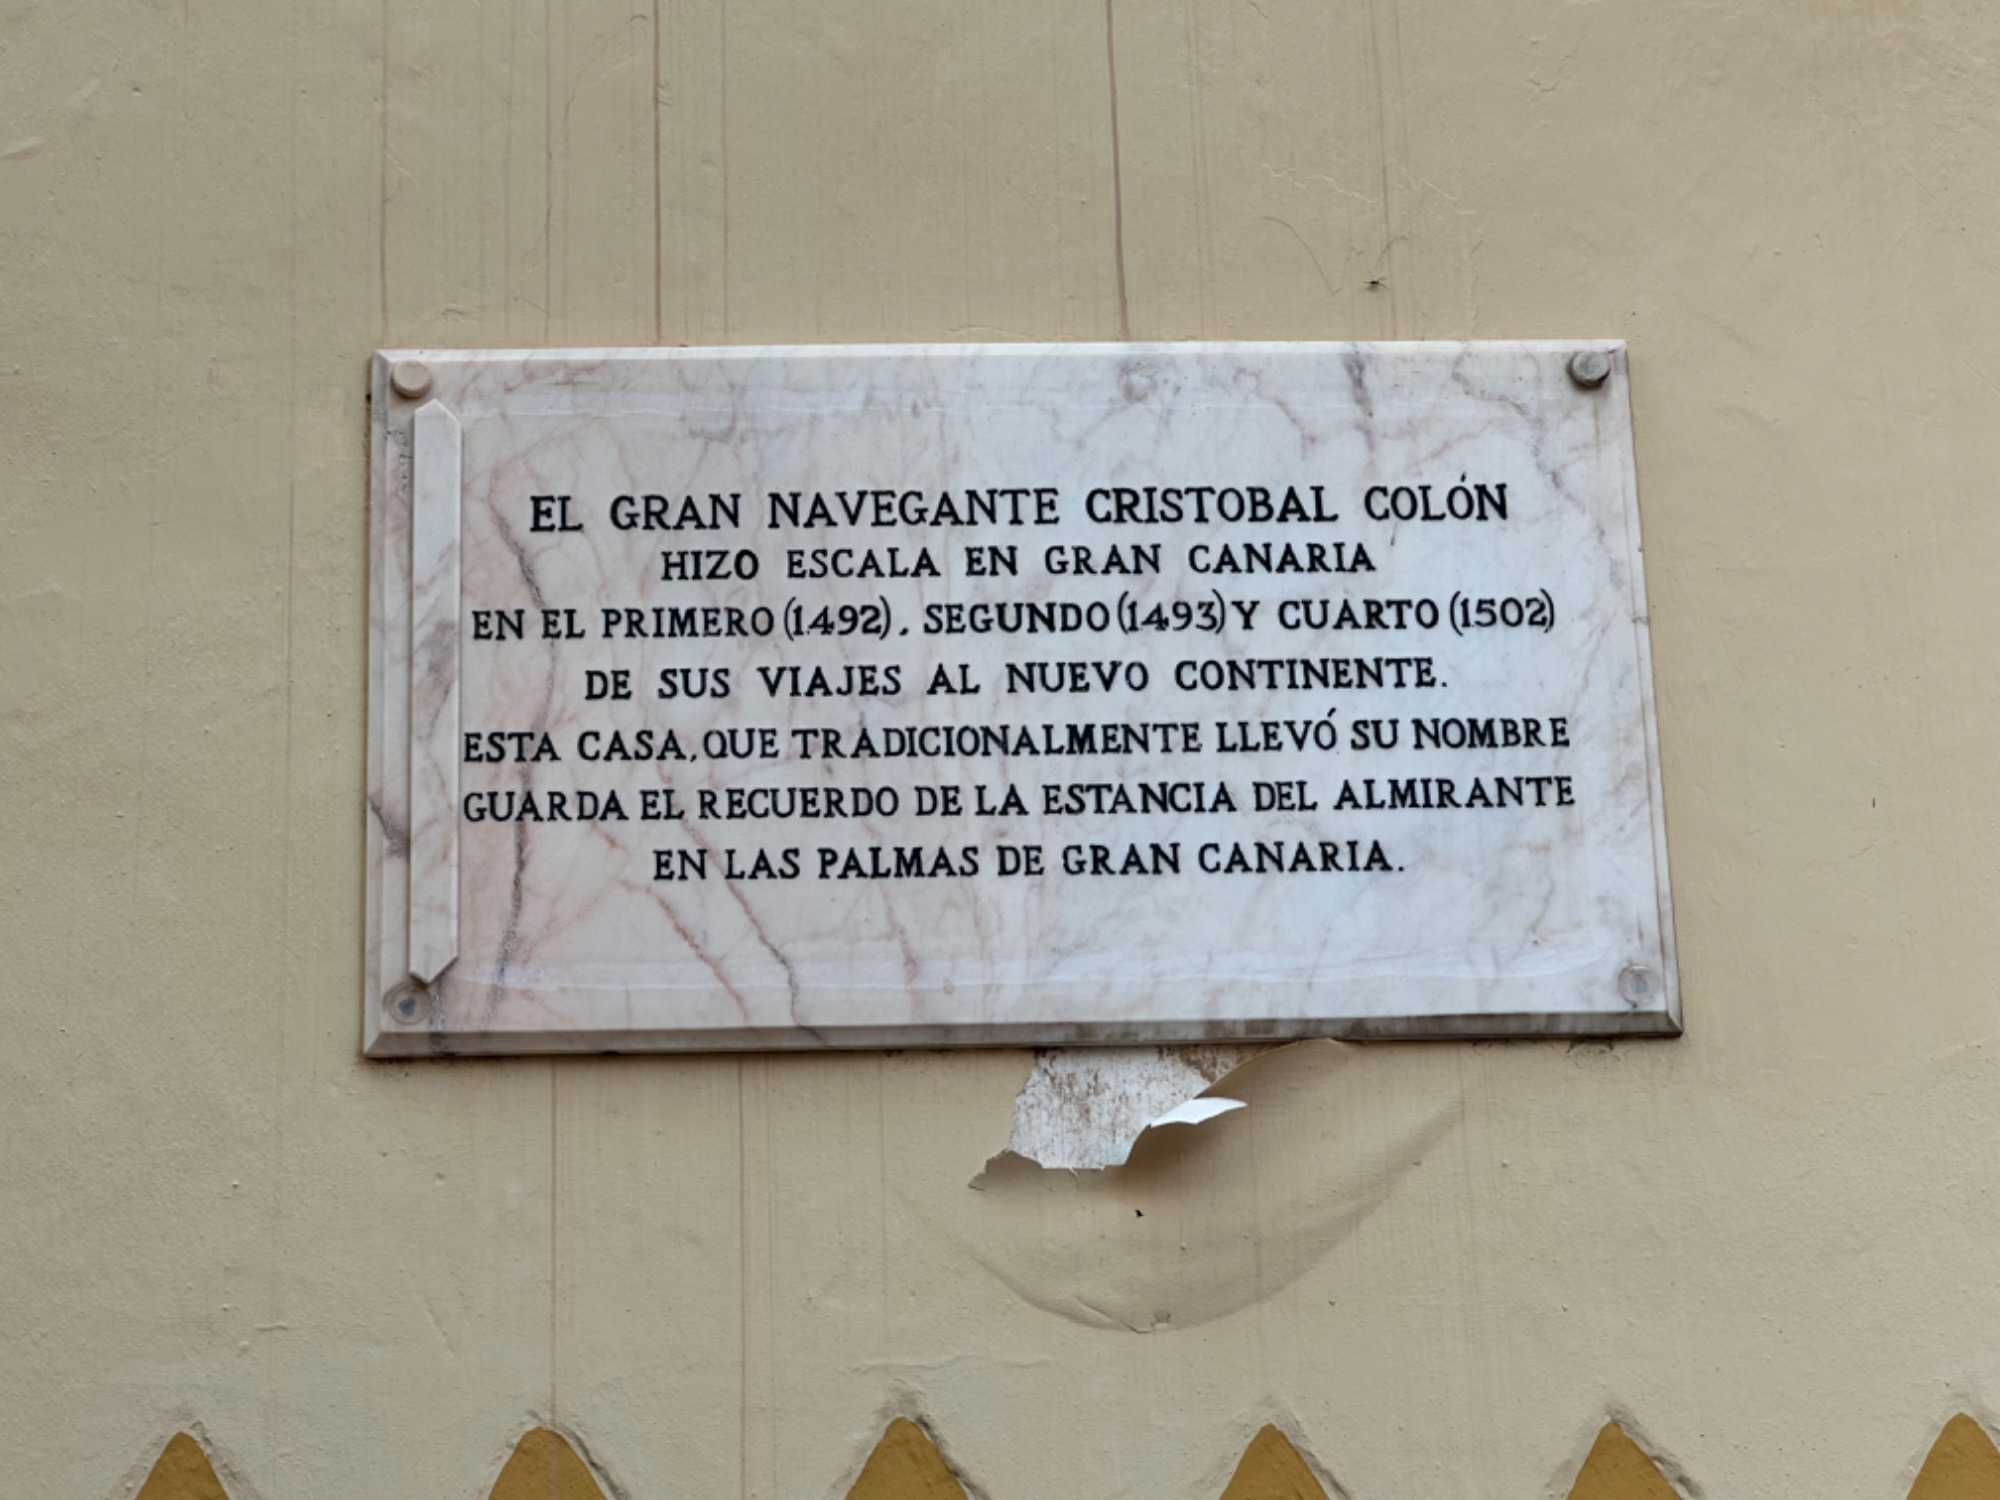 EL GRAN NAVEGANTE CRISTOBAL COLÓN
HIZO ESCALA EN GRAN CANARIA
EN EL PRIMERO (1492), SEGUNDO (1493) Y CUARTO (1502)
DE SUS VIAJES AL NUEVO CONTINENTE.
ESTA CASA, QUE TRADICIONALMENTE LLEVÓ SU NOMBRE
GUARDA EL RECUERDO DE LA ESTANCIA DEL ALMIRANTE
EN LAS PALMAS DE GRAN CANARIA.